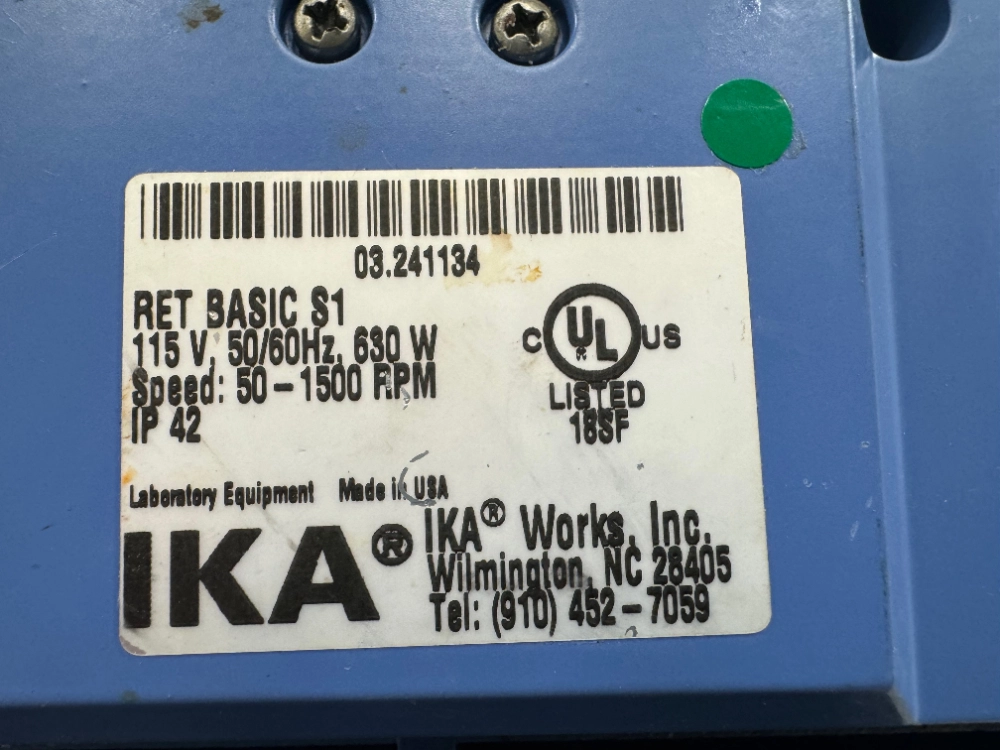 03.241134
RET BASIC S1
115 V, 50/60Hz, 630 W
Speed: 50-1500 RPM
IP 42
C UL US
R
LISTED
18SF
Laboratory Equipment Made in USA
IKA®
IKA® Works, Inc.
Wilmington, NC 28405
Tel: (910) 452-7059